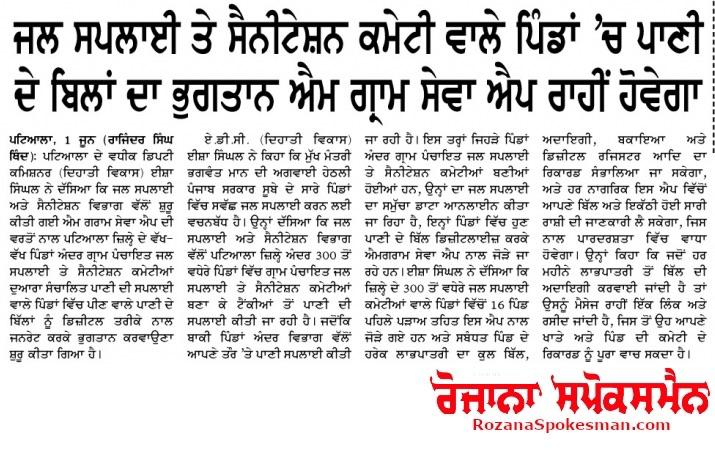 ਜਲ ਸਪਲਾਈ ਤੇ ਸੈਨੀਟੇਸ਼ਨ ਕਮੇਟੀ ਵਾਲੇ ਪਿੰਡਾਂ ’ਚ ਪਾਣੀ
ਦੇ ਬਿਲਾਂ ਦਾ ਭੁਗਤਾਨ ਐਮ ਗ੍ਰਾਮ ਸੇਵਾ ਐਪ ਰਾਹੀਂ ਹੋਵੇਗਾ
ਪਟਿਆਲਾ, 1 ਜੂਨ (ਰਾਜਿੰਦਰ ਸਿੰਘ
ਥਿੰਦ): ਪਟਿਆਲਾ ਦੇ ਵਧੀਕ ਡਿਪਟੀ
ਕਮਿਸ਼ਨਰ (ਦਿਹਾਤੀ ਵਿਕਾਸ) ਈਸ਼ਾ
ਸਿੰਘਲ ਨੇ ਦੱਸਿਆ ਕਿ ਜਲ ਸਪਲਾਈ
ਅਤੇ ਸੈਨੀਟੇਸ਼ਨ ਵਿਭਾਗ ਵੱਲੋਂ ਸ਼ੁਰੂ
ਕੀਤੀ ਗਈ ਐਮ ਗਰਾਮ ਸੇਵਾ ਐਪ ਦੀ
ਵਰਤੋਂ ਨਾਲ ਪਟਿਆਲਾ ਜ਼ਿਲ੍ਹੇ ਦੇ ਵੱਖ-
ਵੱਖ ਪਿੰਡਾਂ ਅੰਦਰ ਗ੍ਰਾਮ ਪੰਚਾਇਤ ਜਲ
ਸਪਲਾਈ ਤੇ ਸੈਨੀਟੇਸ਼ਨ ਕਮੇਟੀਆਂ
ਦੁਆਰਾ ਸੰਚਾਲਿਤ ਪਾਣੀ ਦੀ ਸਪਲਾਈ
ਵਾਲੇ ਪਿੰਡਾਂ ਵਿੱਚ ਪੀਣ ਵਾਲੇ ਪਾਣੀ ਦੇ
ਬਿੱਲਾਂ ਨੂੰ ਡਿਜ਼ੀਟਲ ਤਰੀਕੇ ਨਾਲ
ਜਨਰੇਟ ਕਰਕੇ ਭੁਗਤਾਨ ਕਰਵਾਉਣਾ
ਸ਼ੁਰੂ ਕੀਤਾ ਗਿਆ ਹੈ।
ਏ.ਡੀ.ਸੀ. (ਦਿਹਾਤੀ ਵਿਕਾਸ)
ਈਸ਼ਾ ਸਿੰਘਲ ਨੇ ਕਿਹਾ ਕਿ ਮੁੱਖ ਮੰਤਰੀ
ਭਗਵੰਤ ਮਾਨ ਦੀ ਅਗਵਾਈ ਹੇਠਲੀ
ਪੰਜਾਬ ਸਰਕਾਰ ਸੂਬੇ ਦੇ ਸਾਰੇ ਪਿੰਡਾਂ
ਵਿੱਚ ਸਵੱਛ ਜਲ ਸਪਲਾਈ ਕਰਨ ਲਈ
ਵਚਨਬੱਧ ਹੈ। ਉਨ੍ਹਾਂ ਦੱਸਿਆ ਕਿ ਜਲ
ਸਪਲਾਈ ਅਤੇ ਸੈਨੀਟੇਸ਼ਨ ਵਿਭਾਗ
ਵੱਲੋਂ ਪਟਿਆਲਾ ਜ਼ਿਲ੍ਹੇ ਅੰਦਰ 300 ਤੋਂ
ਵਧੇਰੇ ਪਿੰਡਾਂ ਵਿੱਚ ਗ੍ਰਾਮ ਪੰਚਾਇਤ ਜਲ
ਸਪਲਾਈ ਤੇ ਸੈਨੀਟੇਸ਼ਨ ਕਮੇਟੀਆਂ
ਬਣਾ ਕੇ ਟੈਂਕੀਆਂ ਤੋਂ ਪਾਣੀ ਦੀ
ਸਪਲਾਈ ਕੀਤੀ ਜਾ ਰਹੀ ਹੈ। ਜਦੋਂਕਿ
ਬਾਕੀ ਪਿੰਡਾਂ ਅੰਦਰ ਵਿਭਾਗ ਵੱਲੋਂ
ਆਪਣੇ ਤੌਰ ’ਤੇ ਪਾਣੀ ਸਪਲਾਈ ਕੀਤੀ
ਜਾ ਰਹੀ ਹੈ। ਇਸ ਤਰ੍ਹਾਂ ਜਿਹੜੇ ਪਿੰਡਾਂ
ਅੰਦਰ ਗ੍ਰਾਮ ਪੰਚਾਇਤ ਜਲ ਸਪਲਾਈ
ਤੇ ਸੈਨੀਟੇਸ਼ਨ ਕਮੇਟੀਆਂ ਬਣੀਆਂ
ਹੋਈਆਂ ਹਨ, ਉਨ੍ਹਾਂ ਦਾ ਜਲ ਸਪਲਾਈ
ਦਾ ਸਮੁੱਚਾ ਡਾਟਾ ਆਨਲਾਈਨ ਕੀਤਾ
ਜਾ ਰਿਹਾ ਹੈ, ਇਨ੍ਹਾਂ ਪਿੰਡਾਂ ਵਿੱਚ ਹੁਣ
ਪਾਣੀ ਦੇ ਬਿੱਲ ਡਿਜ਼ੀਟਲਾਈਜ਼ ਕਰਕੇ
ਐਮਗਰਾਮ ਸੇਵਾ ਐਪ ਨਾਲ ਜੋੜੇ ਜਾ
ਰਹੇ ਹਨ। ਈਸ਼ਾ ਸਿੰਘਲ ਨੇ ਦੱਸਿਆ ਕਿ
ਜ਼ਿਲ੍ਹੇ ਦੇ 300 ਤੋਂ ਵਧੇਰੇ ਜਲ ਸਪਲਾਈ
ਕਮੇਟੀਆਂ ਵਾਲੇ ਪਿੰਡਾਂ ਵਿੱਚੋਂ 16 ਪਿੰਡ
ਪਹਿਲੇ ਪੜਾਅ ਤਹਿਤ ਇਸ ਐਪ ਨਾਲ
ਜੋੜੇ ਗਏ ਹਨ ਅਤੇ ਸਬੰਧਤ ਪਿੰਡ ਦੇ
ਹਰੇਕ ਲਾਭਪਾਤਰੀ ਦਾ ਕੁਲ ਬਿੱਲ,
ਅਦਾਇਗੀ, ਬਕਾਇਆ ਅਤੇ
ਡਿਜ਼ੀਟਲ ਰਜਿਸਟਰ ਆਦਿ ਦਾ
ਰਿਕਾਰਡ ਸੰਭਾਲਿਆ ਜਾ ਸਕੇਗਾ,
ਅਤੇ ਹਰ ਨਾਗਰਿਕ ਇਸ ਐਪ ਵਿੱਚੋਂ
ਆਪਣੇ ਬਿੱਲ ਅਤੇ ਇਕੱਠੀ ਹੋਈ ਸਾਰੀ
ਰਾਸ਼ੀ ਦੀ ਜਾਣਕਾਰੀ ਲੈ ਸਕੇਗਾ, ਜਿਸ
ਨਾਲ ਪਾਰਦਰਸ਼ਤਾ ਵਿੱਚ ਵਾਧਾ
ਹੋਵੇਗਾ। ਉਨ੍ਹਾਂ ਕਿਹਾ ਕਿ ਜਦੋਂ ਹਰ
ਮਹੀਨੇ ਲਾਭਪਾਤਰੀ ਤੋਂ ਬਿੱਲ ਦੀ
ਅਦਾਇਗੀ ਕਰਵਾਈ ਜਾਂਦੀ ਹੈ ਤਾਂ
ਉਸਨੂੰ ਮੈਸੇਜ ਰਾਹੀਂ ਇੱਕ ਲਿੰਕ ਅਤੇ
ਰਸੀਦ ਜਾਂਦੀ ਹੈ, ਜਿਸ ਤੋਂ ਉਹ ਆਪਣੇ
ਖਾਤੇ ਅਤੇ ਪਿੰਡ ਦੀ ਕਮੇਟੀ ਦੇ
ਰਿਕਾਰਡ ਨੂੰ ਪੂਰਾ ਵਾਚ ਸਕਦਾ ਹੈ।
ਰੋਜ਼ਾਨਾ ਸਪੋਕਸਮੈਨ
RozanaSpokesman.com